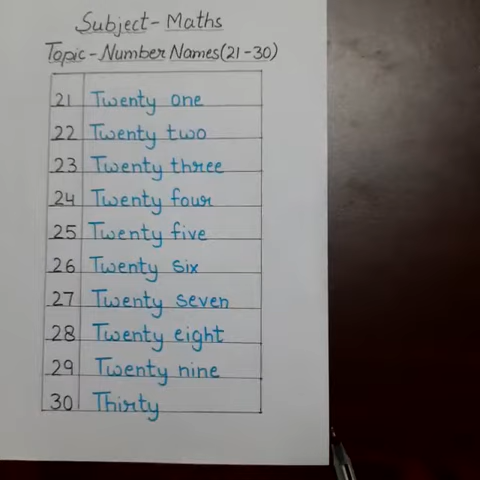 Subject-Maths
Topic-Number Names(21-30)
21 Twenty one
22 Twenty two
23 Twenty three
24 Twenty four
25 Twenty five
26 Twenty six
27 Twenty seven
28 Twenty eight
29 Twenty nine
30 Thirty